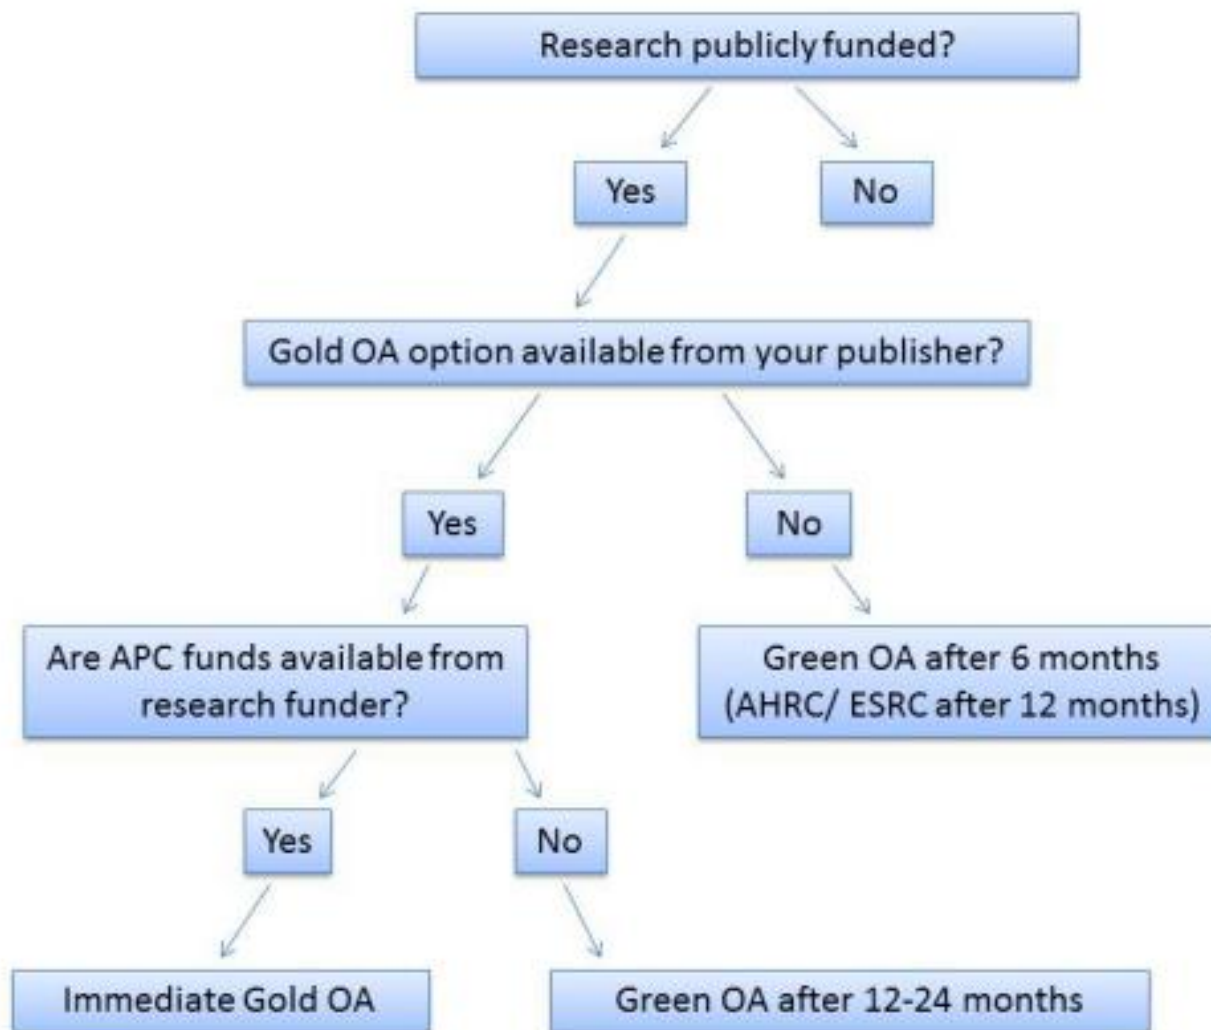 Research publicly funded?
Yes
No
Gold OA option available from your publisher?
Yes
No
Are APC funds available from
research funder?
Green OA after 6 months
(AHRC/ ESRC after 12 months)
Yes
No
Immediate Gold OA
Green OA after 12-24 months